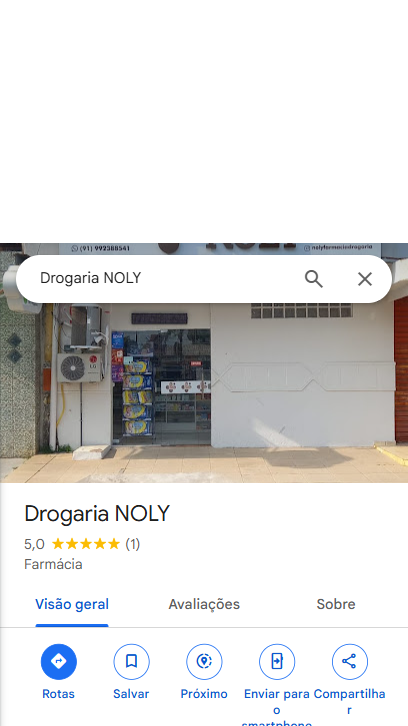 (91) 992388541
nolyfarmaciadrogaria
Drogaria NOLY
LG
Drogaria NOLY
5,0 (1)
Farmácia
Visão geral Avaliações Sobre
Rotas Salvar Próximo Enviar para o smartphone Compartilhar